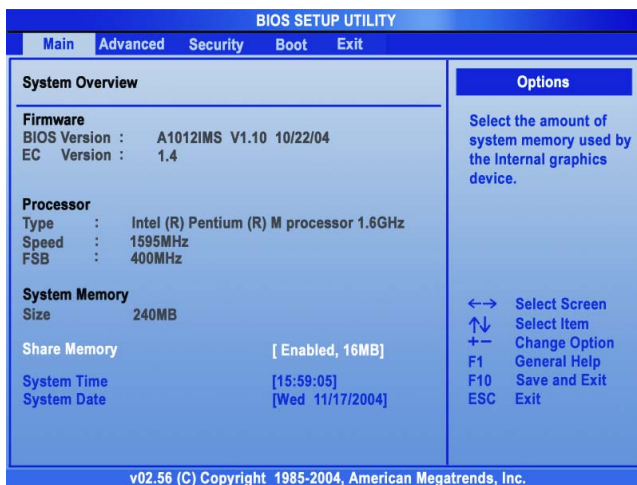 BIOS SETUP UTILITY
Main Advanced Security Boot Exit
System Overview
Firmware
BIOS Version : A1012IMS V1.10 10/22/04
EC Version : 1.4
Processor
Type : Intel (R) Pentium (R) M processor 1.6GHz
Speed : 1595MHz
FSB : 400MHz
System Memory
Size 240MB
Share Memory [ Enabled, 16MB]
System Time [15:59:05]
System Date [Wed 11/17/2004]
Options
Select the amount of
system memory used by
the Internal graphics
device.
←→ Select Screen
↑↓ Select Item
+− Change Option
F1 General Help
F10 Save and Exit
ESC Exit
v02.56 (C) Copyright 1985-2004, American Megatrends, Inc.